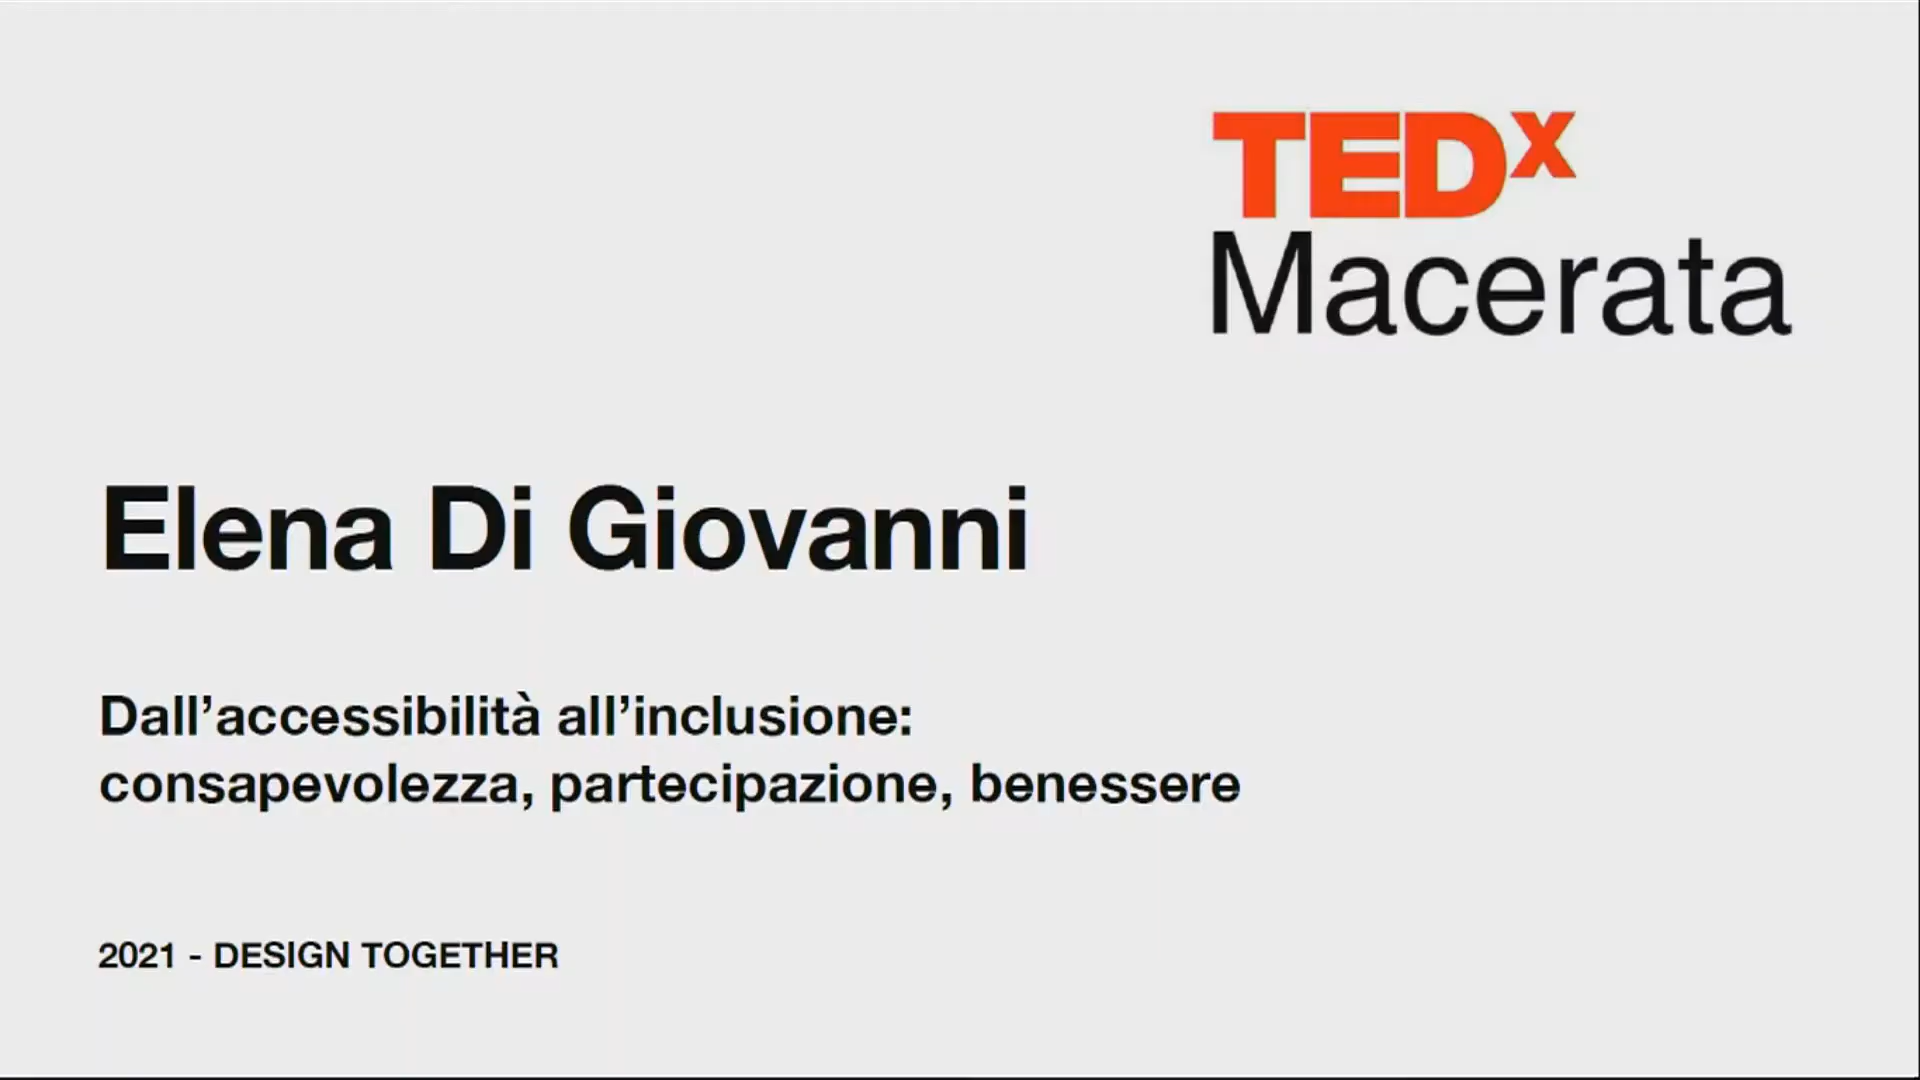 TEDx
Macerata
Elena Di Giovanni
Dall’accessibilità all’inclusione:
consapevolezza, partecipazione, benessere
2021 - DESIGN TOGETHER